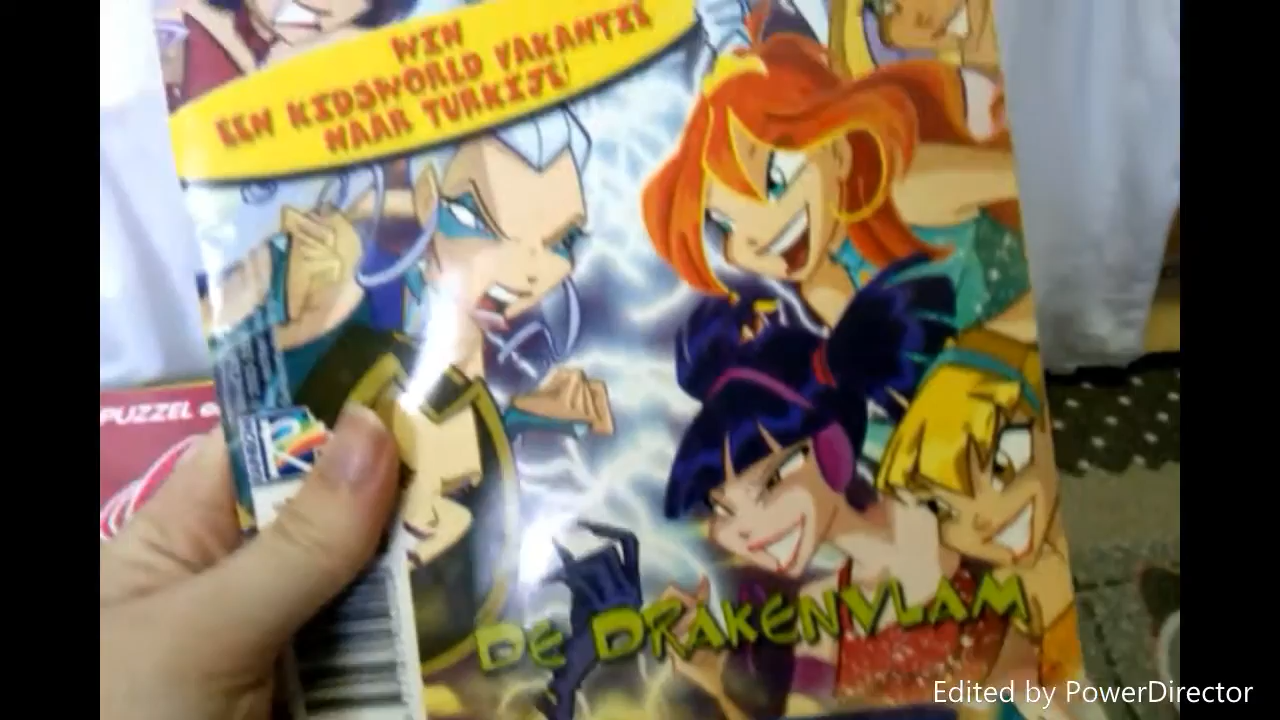 WIN
EEN KIDSWORLD VAKANTIE
NAAR TURKIJE!
PUZZEL
DE DRAKENVLAM
Edited by PowerDirector